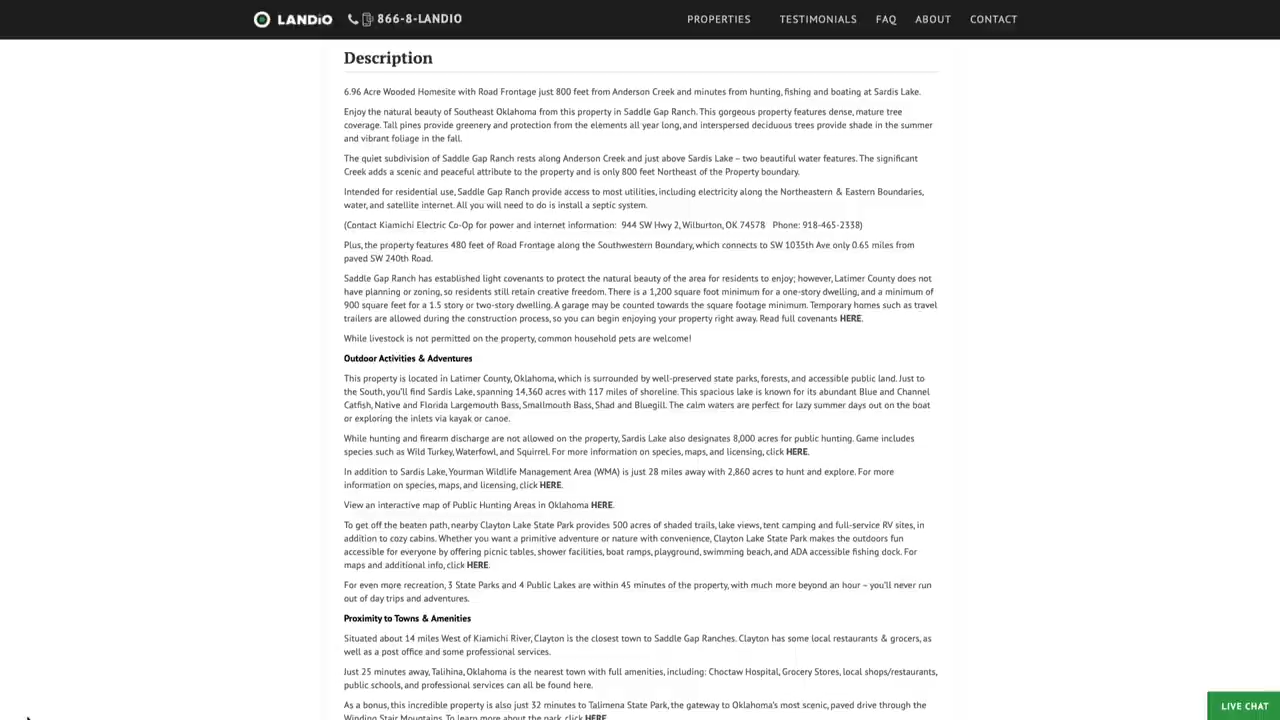 LANDiO 866-8-LANDIO PROPERTIES TESTIMONIALS FAQ ABOUT CONTACT
Description
6.96 Acre Wooded Homesite with Road Frontage just 800 feet from Anderson Creek and minutes from hunting, fishing and boating at Sardis Lake.
Enjoy the natural beauty of Southeast Oklahoma from this property in Saddle Gap Ranch. This gorgeous property features dense, mature tree
coverage. Tall pines provide greenery and protection from the elements all year long, and interspersed deciduous trees provide shade in the summer
and vibrant foliage in the fall.
The quiet subdivision of Saddle Gap Ranch rests along Anderson Creek and just above Sardis Lake – two beautiful water features. The significant
Creek adds a scenic and peaceful attribute to the property and is only 800 feet Northeast of the Property boundary.
Intended for residential use, Saddle Gap Ranch provide access to most utilities, including electricity along the Northeastern & Eastern Boundaries,
water, and satellite internet. All you will need to do is install a septic system.
(Contact Kiamichi Electric Co-Op for power and internet information: 944 SW Hwy 2, Wilburton, OK 74578 Phone: 918-465-2338)
Plus, the property features 480 feet of Road Frontage along the Southwestern Boundary, which connects to SW 1035th Ave only 0.65 miles from
paved SW 240th Road.
Saddle Gap Ranch has established light covenants to protect the natural beauty of the area for residents to enjoy; however, Latimer County does not
have planning or zoning, so residents still retain creative freedom. There is a 1,200 square foot minimum for a one-story dwelling, and a minimum of
900 square feet for a 1.5 story or two-story dwelling. A garage may be counted towards the square footage minimum. Temporary homes such as travel
trailers are allowed during the construction process, so you can begin enjoying your property right away. Read full covenants HERE.
While livestock is not permitted on the property, common household pets are welcome!
Outdoor Activities & Adventures
This property is located in Latimer County, Oklahoma, which is surrounded by well-preserved state parks, forests, and accessible public land. Just to
the South, you'll find Sardis Lake, spanning 14,360 acres with 117 miles of shoreline. This spacious lake is known for its abundant Blue and Channel
Catfish, Native and Florida Largemouth Bass, Smallmouth Bass, Shad and Bluegill. The calm waters are perfect for lazy summer days out on the boat
or exploring the inlets via kayak or canoe.
While hunting and firearm discharge are not allowed on the property, Sardis Lake also designates 8,000 acres for public hunting. Game includes
species such as Wild Turkey, Waterfowl, and Squirrel. For more information on species, maps, and licensing, click HERE.
In addition to Sardis Lake, Yourman Wildlife Management Area (WMA) is just 28 miles away with 2,860 acres to hunt and explore. For more
information on species, maps, and licensing, click HERE.
View an interactive map of Public Hunting Areas in Oklahoma HERE.
To get off the beaten path, nearby Clayton Lake State Park provides 500 acres of shaded trails, lake views, tent camping and full-service RV sites, in
addition to cozy cabins. Whether you want a primitive adventure or nature with convenience, Clayton Lake State Park makes the outdoors fun
accessible for everyone by offering picnic tables, shower facilities, boat ramps, playground, swimming beach, and ADA accessible fishing dock. For
maps and additional info, click HERE.
For even more recreation, 3 State Parks and 4 Public Lakes are within 45 minutes of the property, with much more beyond an hour – you'll never run
out of day trips and adventures.
Proximity to Towns & Amenities
Situated about 14 miles West of Kiamichi River, Clayton is the closest town to Saddle Gap Ranches. Clayton has some local restaurants & grocers, as
well as a post office and some professional services.
Just 25 minutes away, Talihina, Oklahoma is the nearest town with full amenities, including: Choctaw Hospital, Grocery Stores, local shops/restaurants,
public schools, and professional services can all be found here.
As a bonus, this incredible property is also just 32 minutes to Talimena State Park, the gateway to Oklahoma's most scenic, paved drive through the
Winding Stair Mountains. To learn more about the park, click HERE.
LIVE CHAT